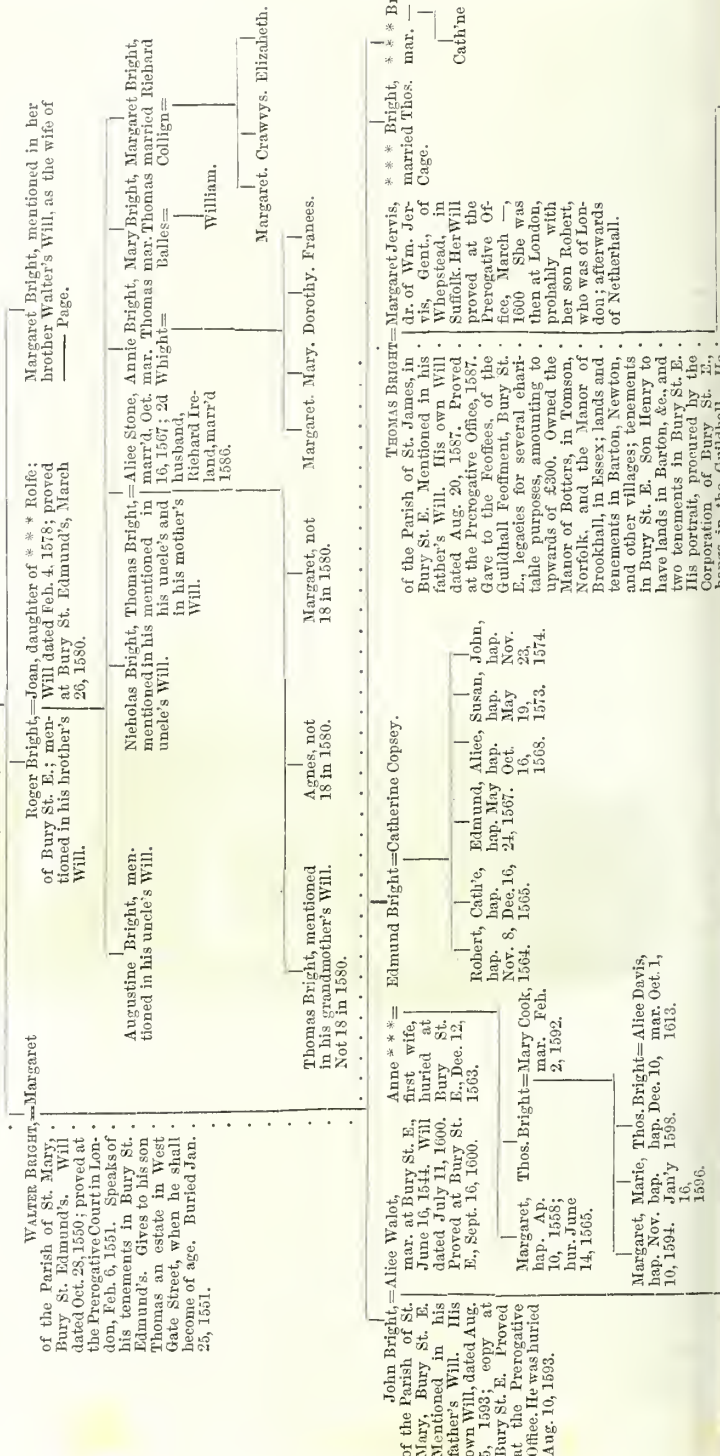 WALTER BRIGHT,=Margaret
of the Parish of St. Mary,
Bury St. Edmund's. Will
dated Oct. 28, 1550; proved at
the Prerogative Court in Lon-
don, Feb. 6, 1551. Speaks of
his tenements in Bury St.
Edmund's. Gives to his son
Thomas an estate in West
Gate Street, when he shall
become of age. Buried Jan.
25, 1551.
Roger Bright,=Joan, daughter of * * * Rolfe;
of Bury St. E.; men-
tioned in his brother's
Will.
Will dated Feb. 4, 1578; proved
at Bury St. Edmund's, March
26, 1580.
Margaret Bright, mentioned in her
brother Walter's Will, as the wife of
—— Page.
Augustine Bright, men-
tioned in his uncle's Will.
Nicholas Bright,
mentioned in his
uncle's Will.
Thomas Bright,=Alice Stone,
mentioned in
his uncle's and
in his mother's
Will.
marr'd, Oct.
16, 1567; 2d
husband,
Richard Ire-
land, marr'd
1586.
Annie Bright,
mar. Thomas
Whight=
Mary Bright,
mar. Thomas
Balles=
Margaret Bright,
married Richard
Collign=
William.
Margaret. Crawvys. Elizabeth.
Thomas Bright, mentioned
in his grandmother's Will.
Not 18 in 1580.
Agnes, not
18 in 1580.
Margaret, not
18 in 1580.
Margaret. Mary. Dorothy. Frances.
John Bright,=Alice Walot,
of the Parish of St.
Mary, Bury St. E.
Mentioned in his
father's Will. His
own Will, dated Aug.
5, 1593; copy at
Bury St. E. Proved
at the Prerogative
Office. He was buried
Aug. 10, 1593.
mar. at Bury St. E.,
June 16, 1544. Will
dated July 11, 1600.
Proved at Bury St.
E., Sept. 16, 1600.
Anne * * *=
first wife,
buried at
Bury St.
E., Dec. 12,
1563.
Edmund Bright=Catherine Copsey.
THOMAS BRIGHT=Margaret Jervis,
of the Parish of St. James, in
Bury St. E. Mentioned in his
father's Will. His own Will
dated Aug. 20, 1587. Proved
at the Prerogative Office, 1587.
Gave to the Feoffees, of the
Guildhall Feoffment, Bury St.
E., legacies for several chari-
table purposes, amounting to
upwards of £300. Owned the
Manor of Botters, in Tomson,
Norfolk, and the Manor of
Brookhall, in Essex; lands and
tenements in Barton, Newton,
and other villages; tenements
in Bury St. E. Son Henry to
have lands in Barton, &c., and
two tenements in Bury St. E.
His portrait, procured by the
Corporation of Bury St. E.,
hangs in the Guildhall. He
dr. of Wm. Jer-
vis, Gent., of
Whepstead, in
Suffolk. Her Will
proved at the
Prerogative Of-
fice, March —,
1600 She was
then at London,
probably with
her son Robert,
who was of Lon-
don; afterwards
of Netherhall.
* * * Bright,
married Thos.
Cage.
* * * Br
mar. —
Cath'ne
Margaret,
bap. Ap.
10, 1558;
bur. June
14, 1565.
Thos. Bright=Mary Cook,
mar. Feb.
2, 1592.
Robert,
bap.
Nov. 8,
1564.
Cath'e,
bap.
Dec. 16,
1565.
Edmund,
bap. May
24, 1567.
Alice,
bap.
Oct.
16,
1568.
Susan,
bap.
May
19,
1573.
John,
bap.
Nov.
23,
1574.
Margaret,
bap. Nov.
10, 1594.
Marie,
bap.
Jan'y
16,
1596.
Thos. Bright=Alice Davis,
bap. Dec. 10,
1598.
mar. Oct. 1,
1613.